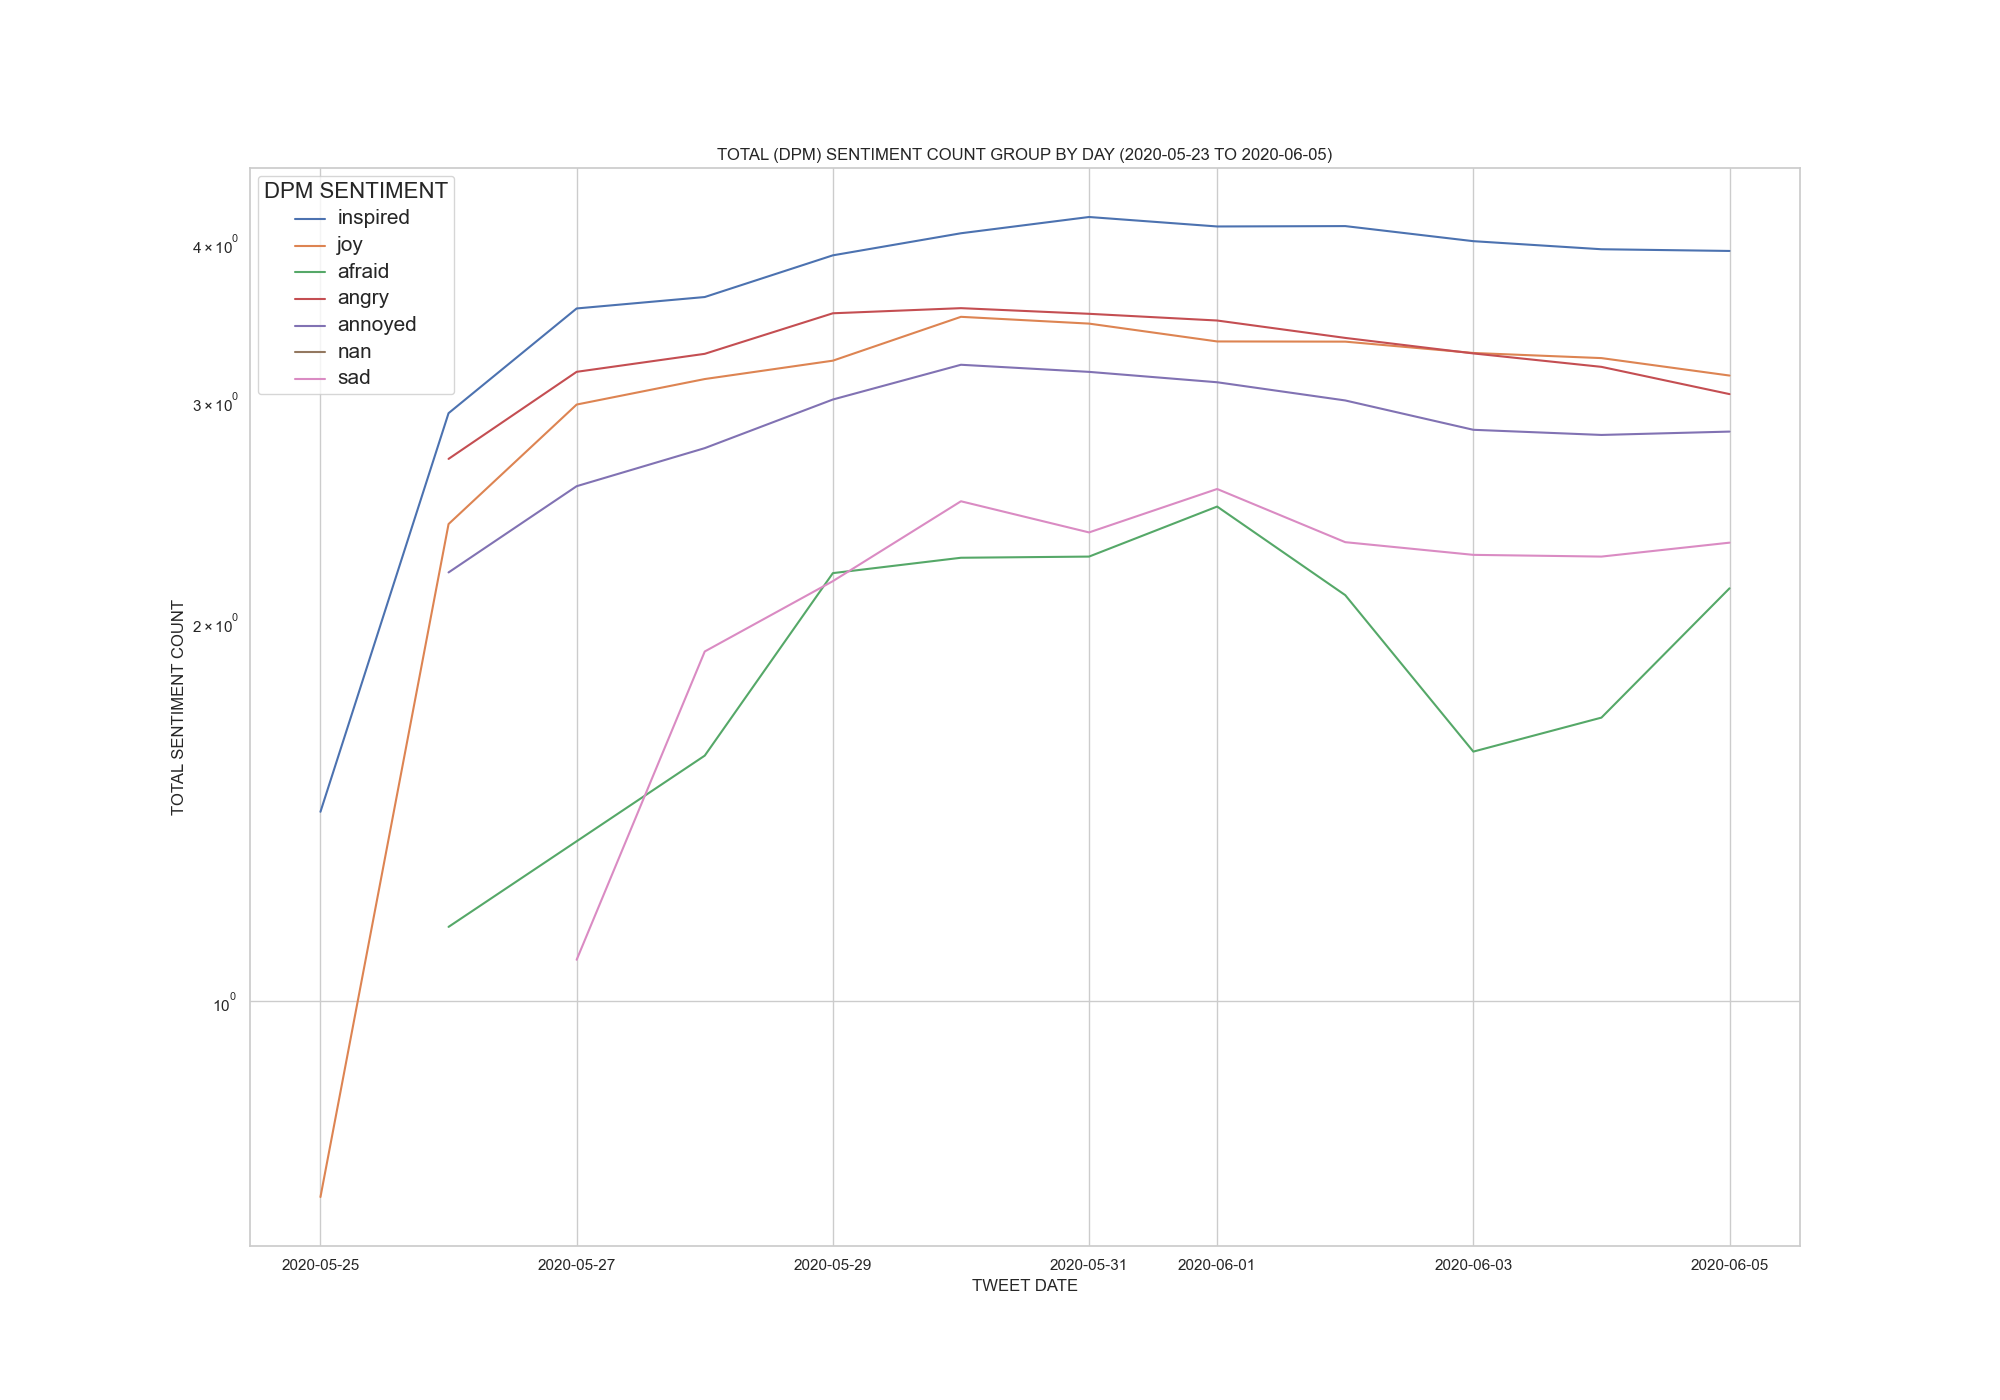 TOTAL (DPM) SENTIMENT COUNT GROUP BY DAY (2020-05-23 TO 2020-06-05)
DPM SENTIMENT
inspired
joy
afraid
angry
annoyed
nan
sad
4 × 10⁰
3 × 10⁰
2 × 10⁰
10⁰
TOTAL SENTIMENT COUNT
2020-05-25 2020-05-27 2020-05-29 2020-05-31 2020-06-01 2020-06-03 2020-06-05
TWEET DATE